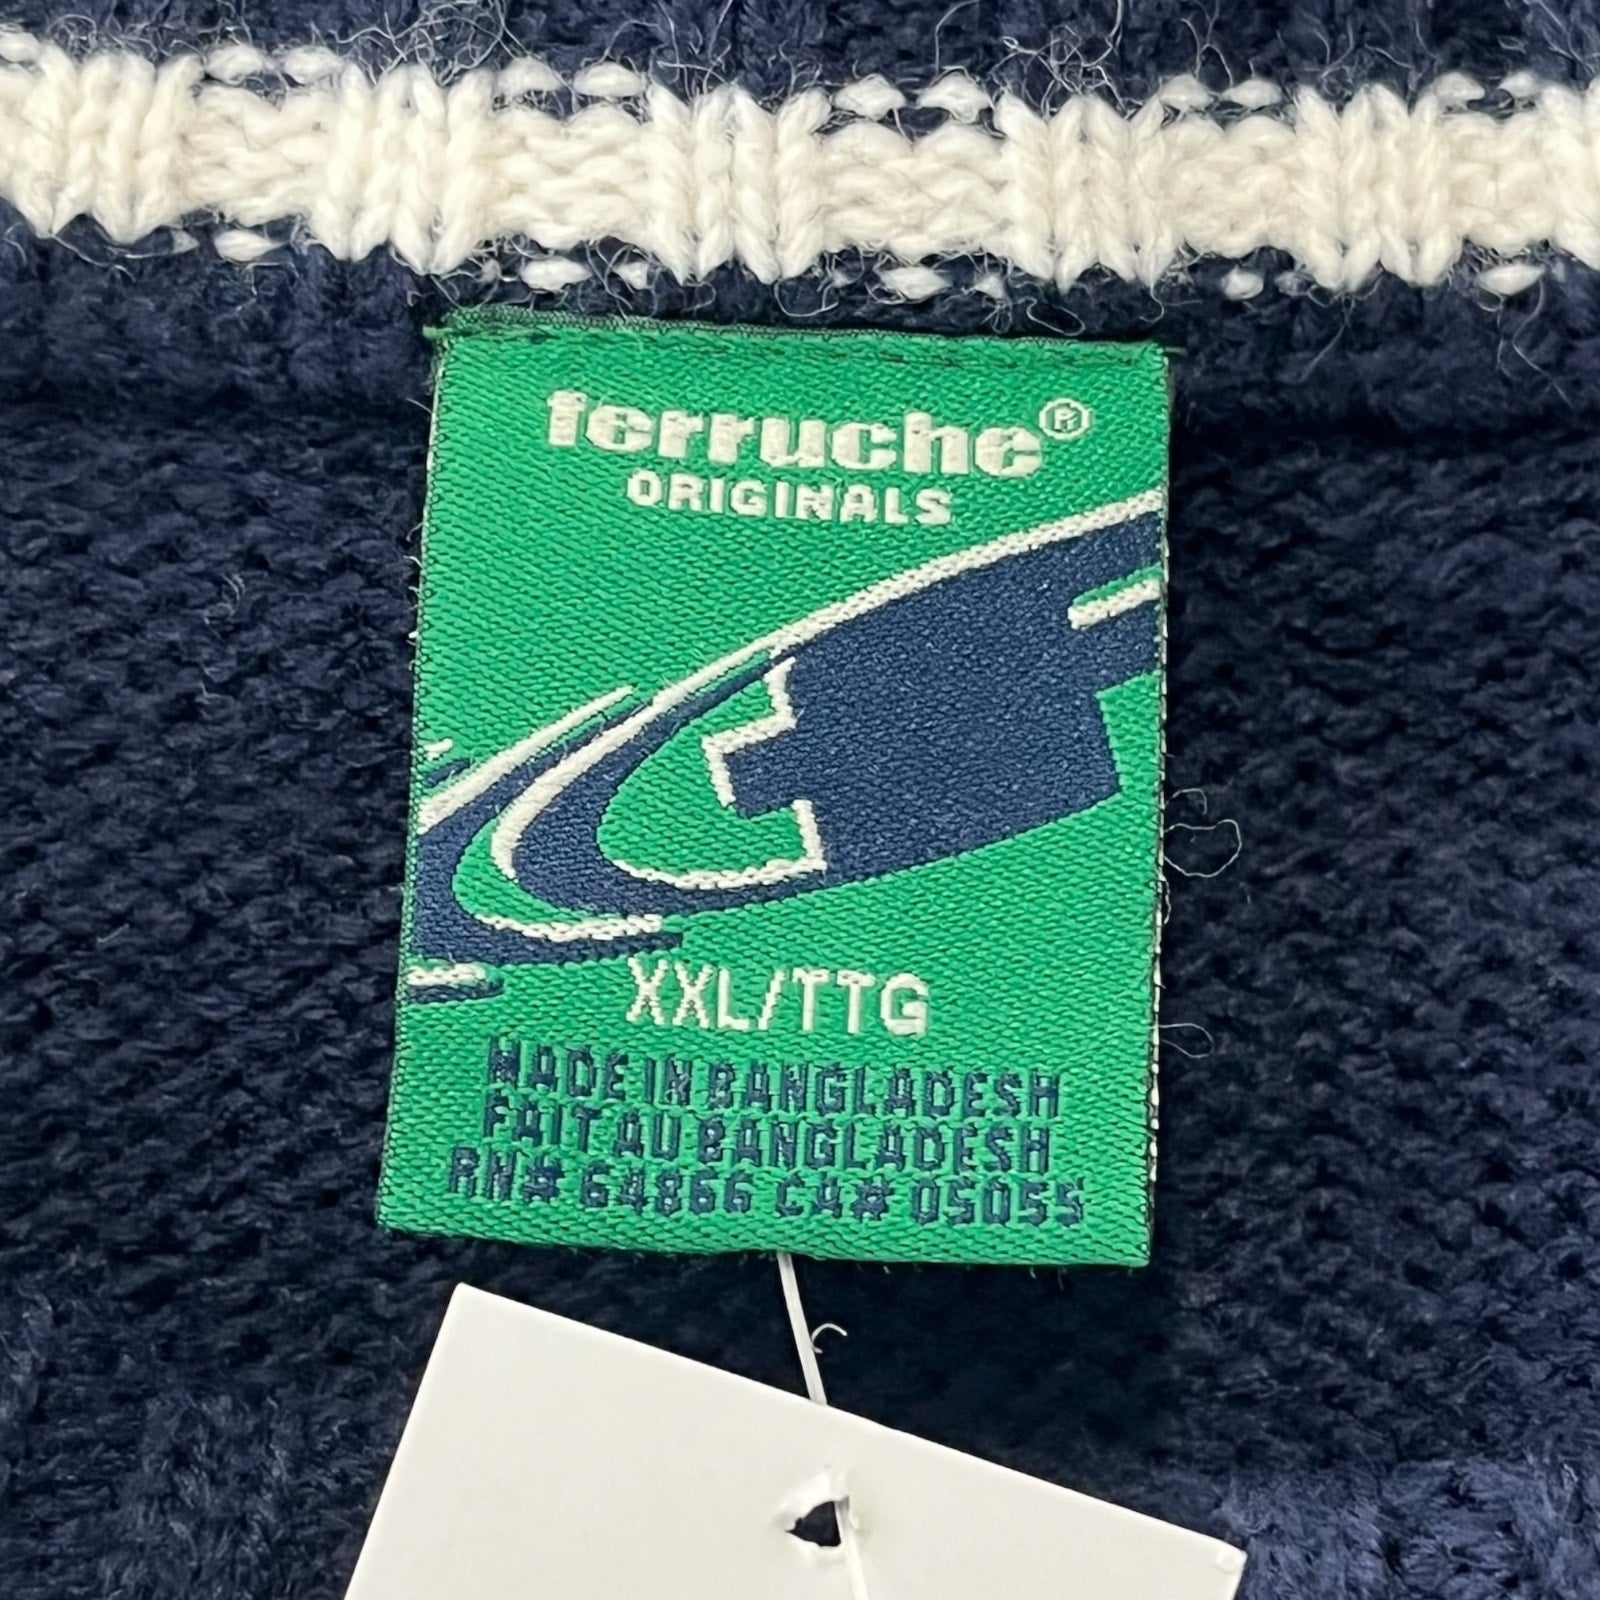 ferruche®
ORIGINALS
XXL/TTG
MADE IN BANGLADESH
FAIT AU BANGLADESH
RN# 64866 CA# 05055